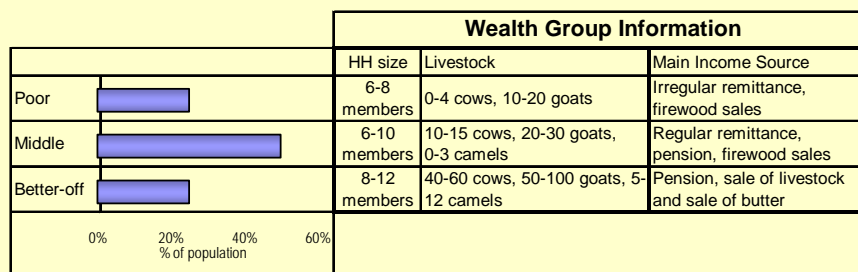 Wealth Group Information
HH size Livestock Main Income Source
Poor 6-8 members 0-4 cows, 10-20 goats Irregular remittance, firewood sales
Middle 6-10 members 10-15 cows, 20-30 goats, 0-3 camels Regular remittance, pension, firewood sales
Better-off 8-12 members 40-60 cows, 50-100 goats, 5-12 camels Pension, sale of livestock and sale of butter
0% 20% 40% 60%
% of population